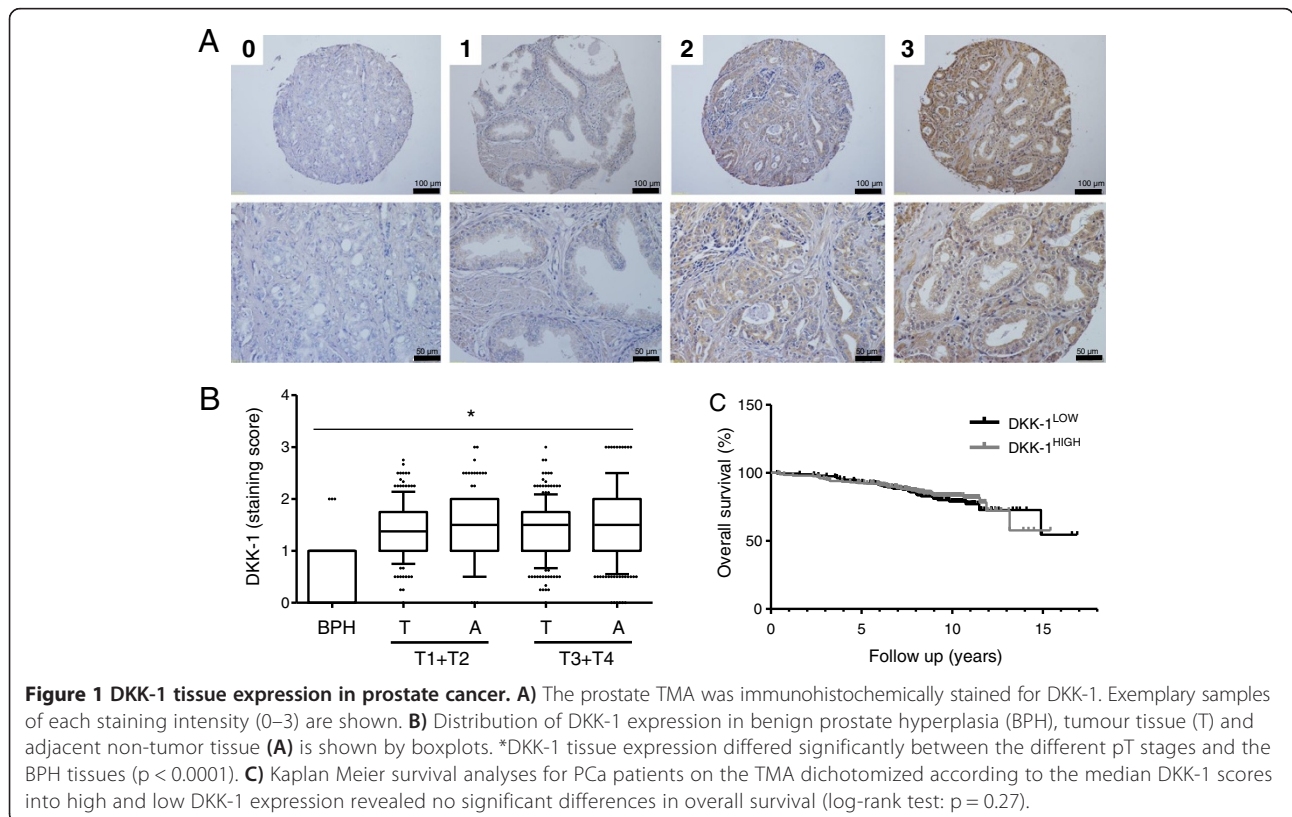 A
0
1
2
3
100 µm
100 µm
100 µm
100 µm
50 µm
50 µm
50 µm
50 µm
B
DKK-1 (staining score)
4
3
2
1
0
*
BPH
T
A
T
A
T1+T2
T3+T4
C
Overall survival (%)
150
100
50
0
DKK-1LOW
DKK-1HIGH
0
5
10
15
Follow up (years)
Figure 1 DKK-1 tissue expression in prostate cancer. A) The prostate TMA was immunohistochemically stained for DKK-1. Exemplary samples
of each staining intensity (0–3) are shown. B) Distribution of DKK-1 expression in benign prostate hyperplasia (BPH), tumour tissue (T) and
adjacent non-tumor tissue (A) is shown by boxplots. *DKK-1 tissue expression differed significantly between the different pT stages and the
BPH tissues (p < 0.0001). C) Kaplan Meier survival analyses for PCa patients on the TMA dichotomized according to the median DKK-1 scores
into high and low DKK-1 expression revealed no significant differences in overall survival (log-rank test: p = 0.27).